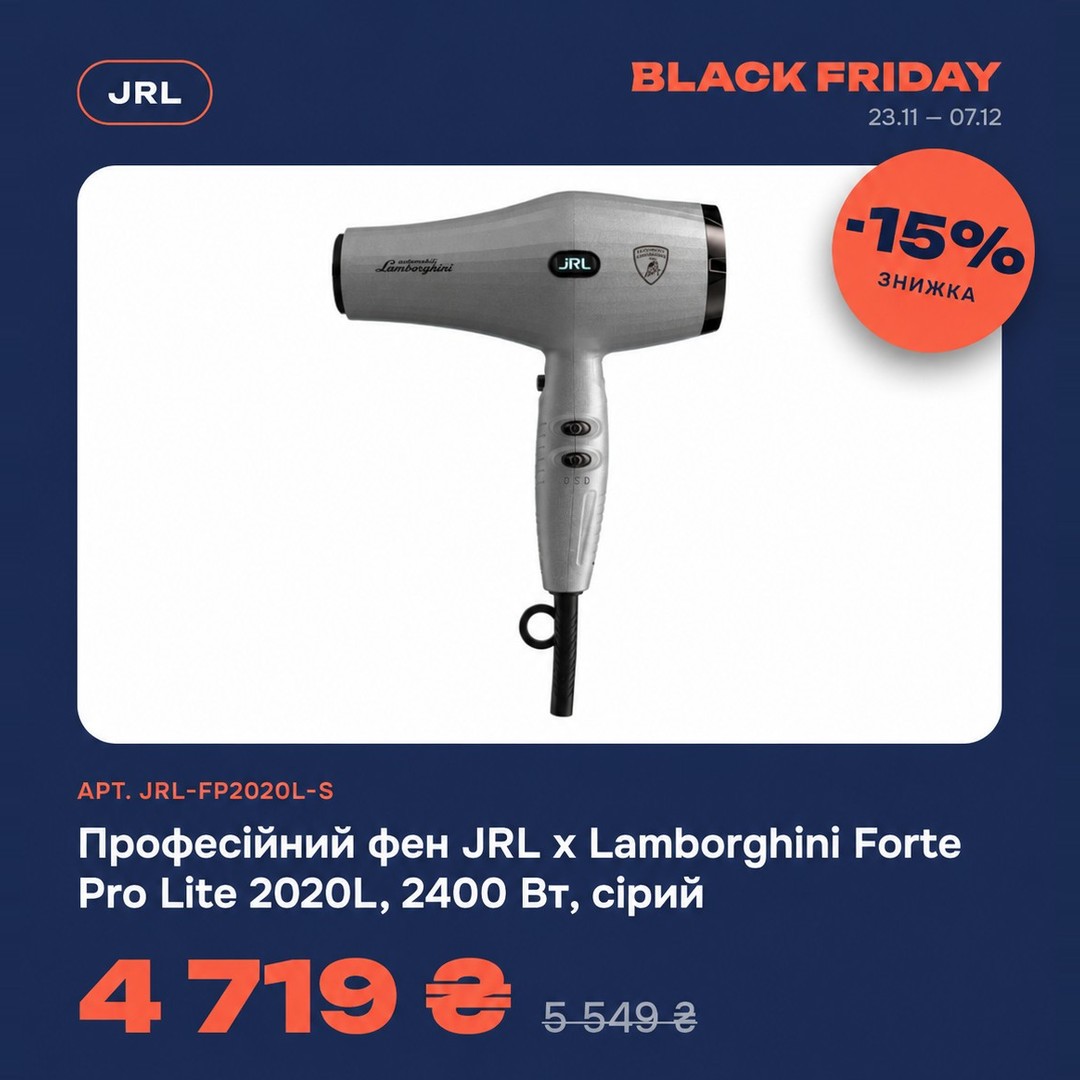 JRL
BLACK FRIDAY
23.11 — 07.12
-15%
ЗНИЖКА
automobili
Lamborghini
JRL
D S D
АРТ. JRL-FP2020L-S
Професійний фен JRL x Lamborghini Forte
Pro Lite 2020L, 2400 Вт, сірий
4 719 ₴
5 549 ₴